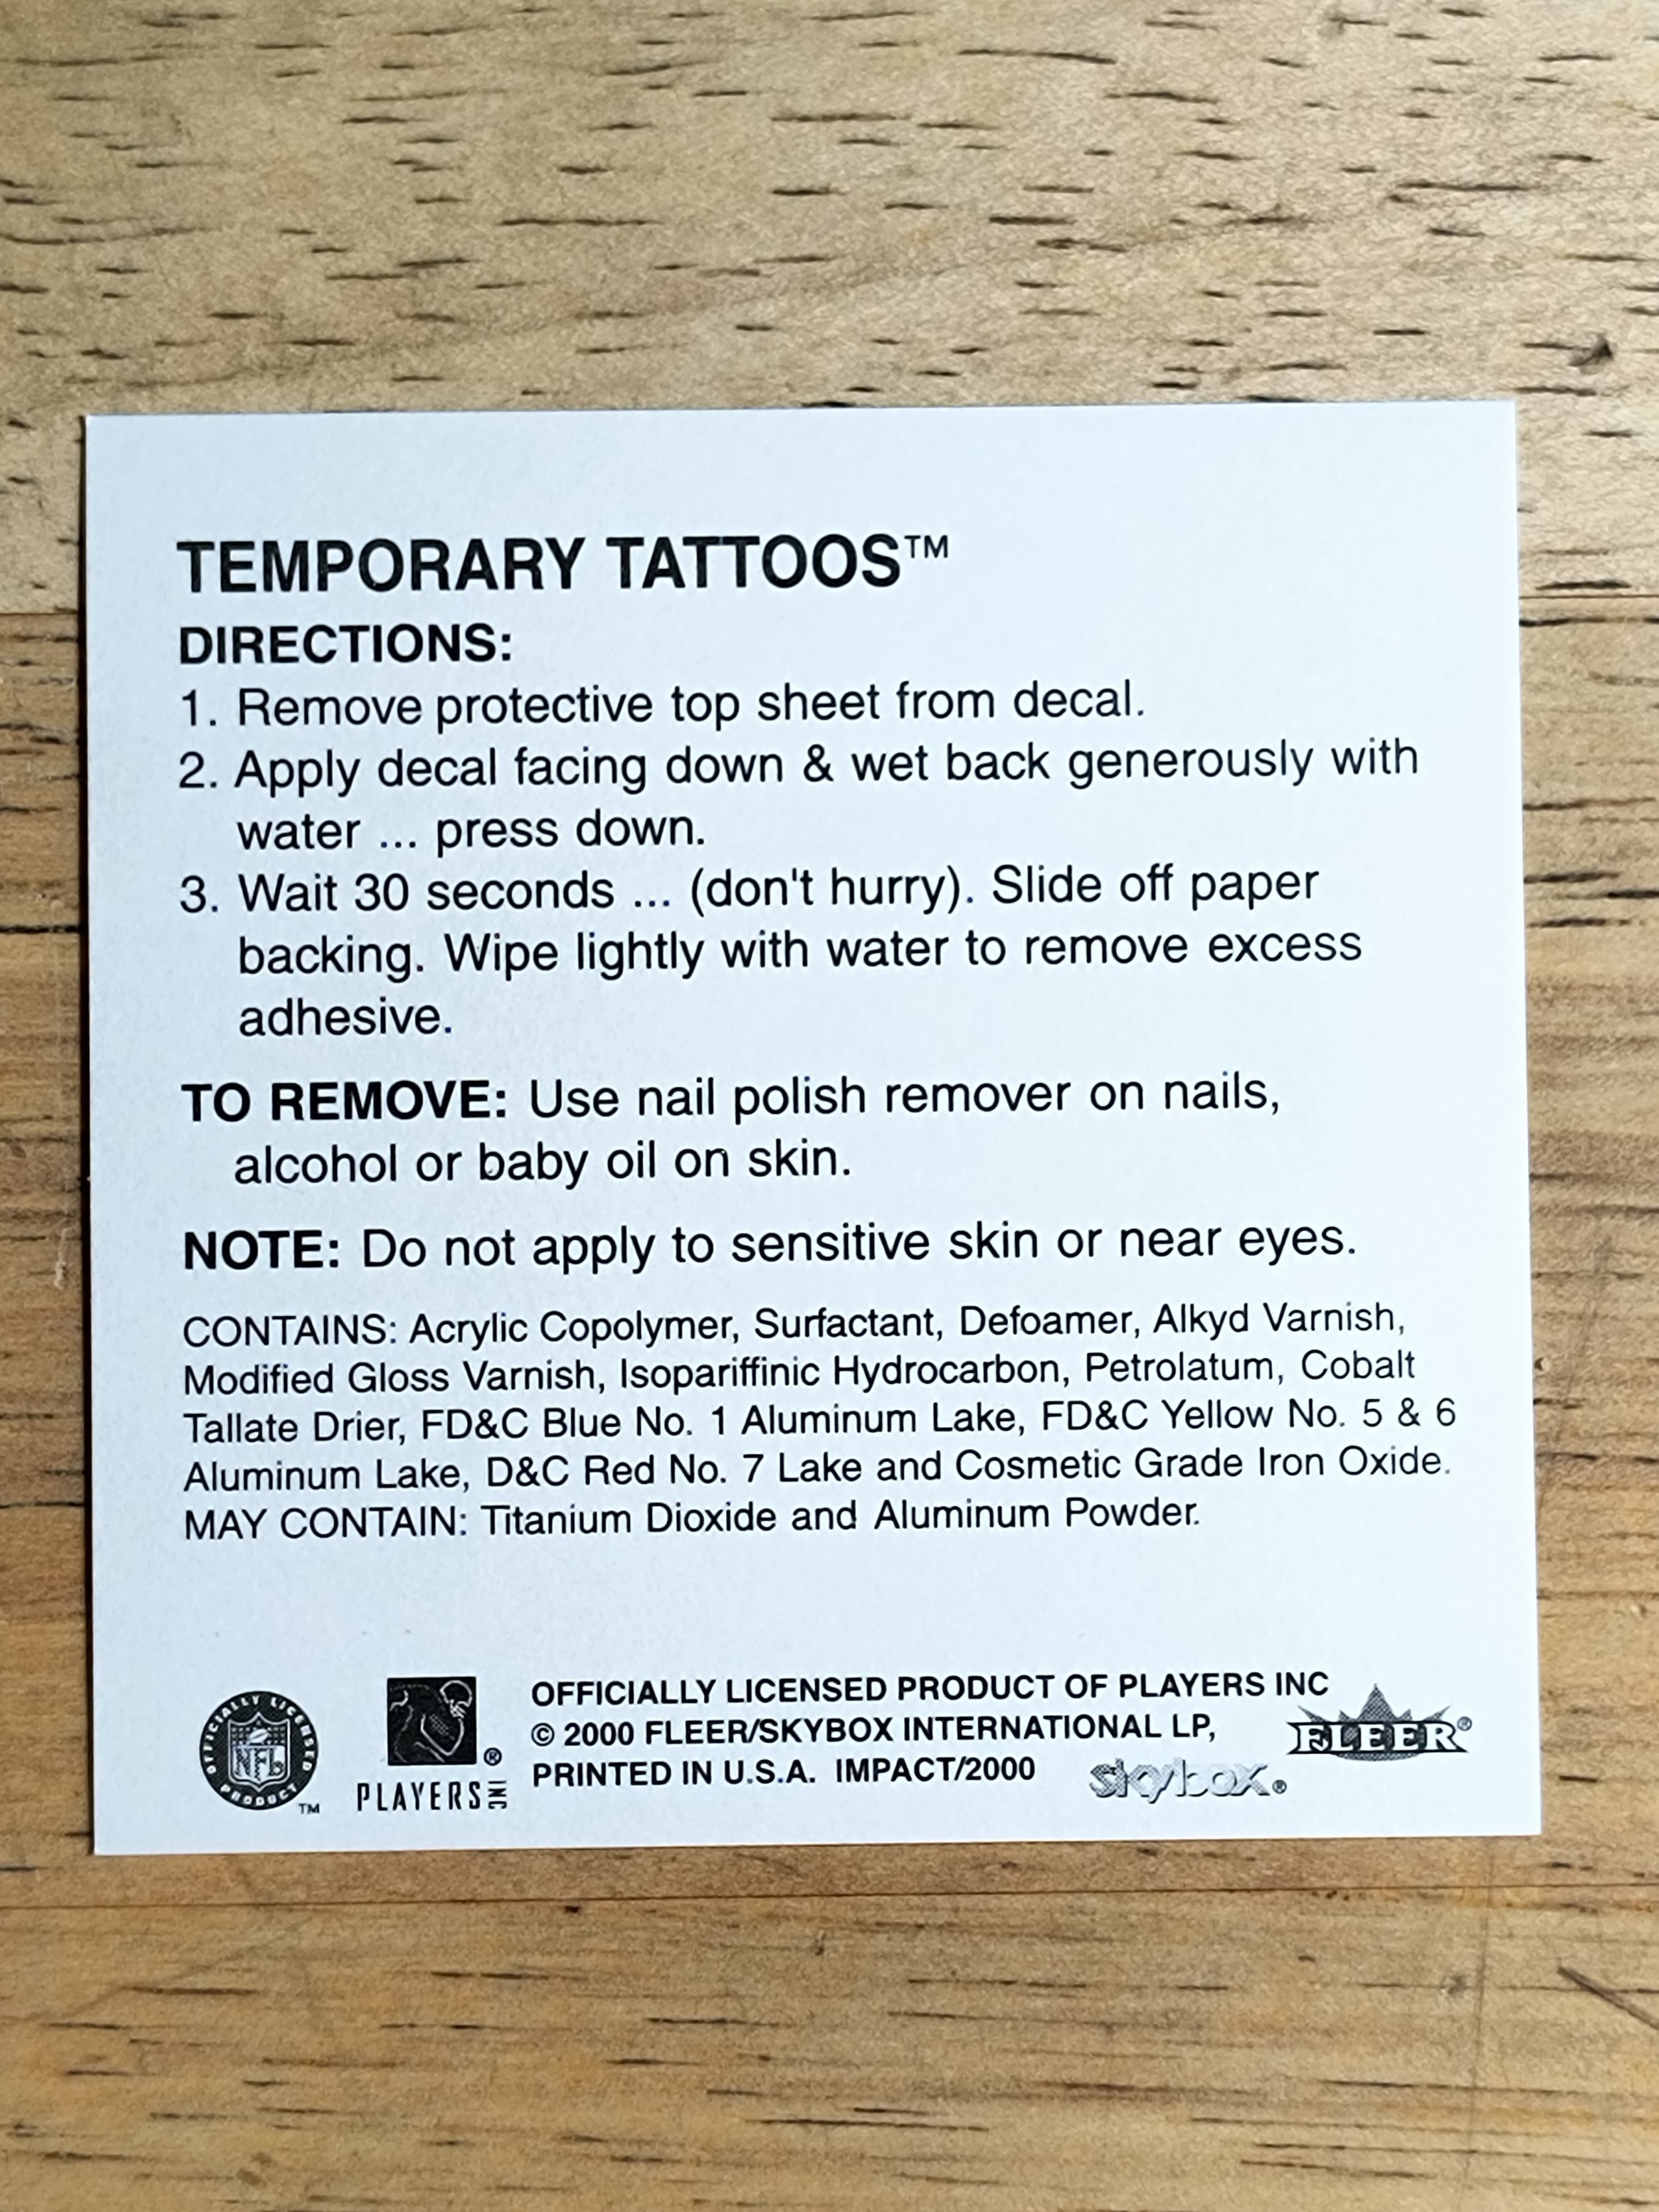 TEMPORARY TATTOOS™
DIRECTIONS:
1. Remove protective top sheet from decal.
2. Apply decal facing down & wet back generously with
water ... press down.
3. Wait 30 seconds ... (don't hurry). Slide off paper
backing. Wipe lightly with water to remove excess
adhesive.
TO REMOVE: Use nail polish remover on nails,
alcohol or baby oil on skin.
NOTE: Do not apply to sensitive skin or near eyes.
CONTAINS: Acrylic Copolymer, Surfactant, Defoamer, Alkyd Varnish,
Modified Gloss Varnish, Isopariffinic Hydrocarbon, Petrolatum, Cobalt
Tallate Drier, FD&C Blue No. 1 Aluminum Lake, FD&C Yellow No. 5 & 6
Aluminum Lake, D&C Red No. 7 Lake and Cosmetic Grade Iron Oxide.
MAY CONTAIN: Titanium Dioxide and Aluminum Powder.
OFFICIALLY LICENSED PRODUCT
NFL
™
®
PLAYERS INC
OFFICIALLY LICENSED PRODUCT OF PLAYERS INC
© 2000 FLEER/SKYBOX INTERNATIONAL LP,
PRINTED IN U.S.A. IMPACT/2000
skybox®
FLEER®